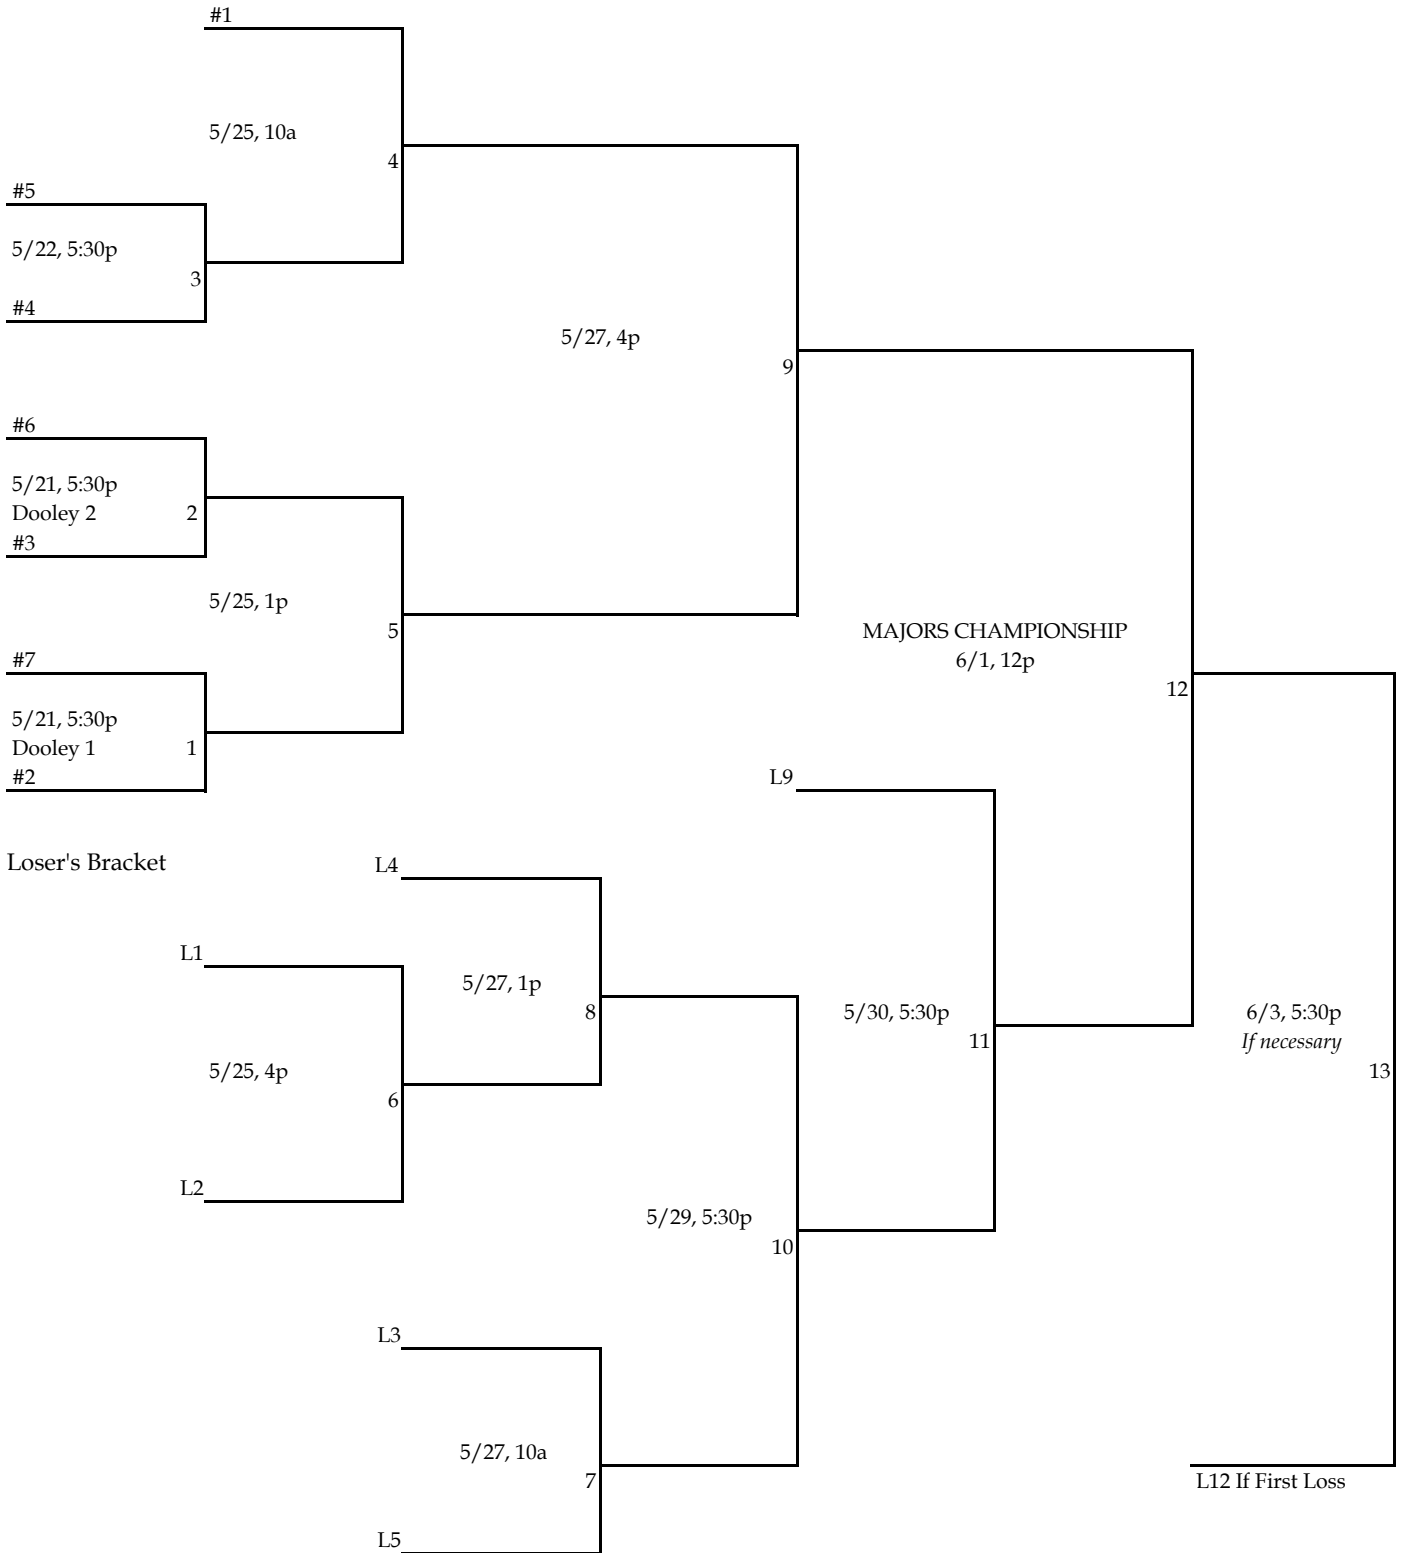 #1
5/25, 10a
4
#5
5/22, 5:30p
3
#4
5/27, 4p
9
#6
5/21, 5:30p
Dooley 2
2
#3
5/25, 1p
5
MAJORS CHAMPIONSHIP
6/1, 12p
12
#7
5/21, 5:30p
Dooley 1
1
#2
L9
Loser's Bracket
L4
L1
5/27, 1p
8
5/30, 5:30p
11
6/3, 5:30p
If necessary
13
5/25, 4p
6
L2
5/29, 5:30p
10
L3
5/27, 10a
7
L12 If First Loss
L5